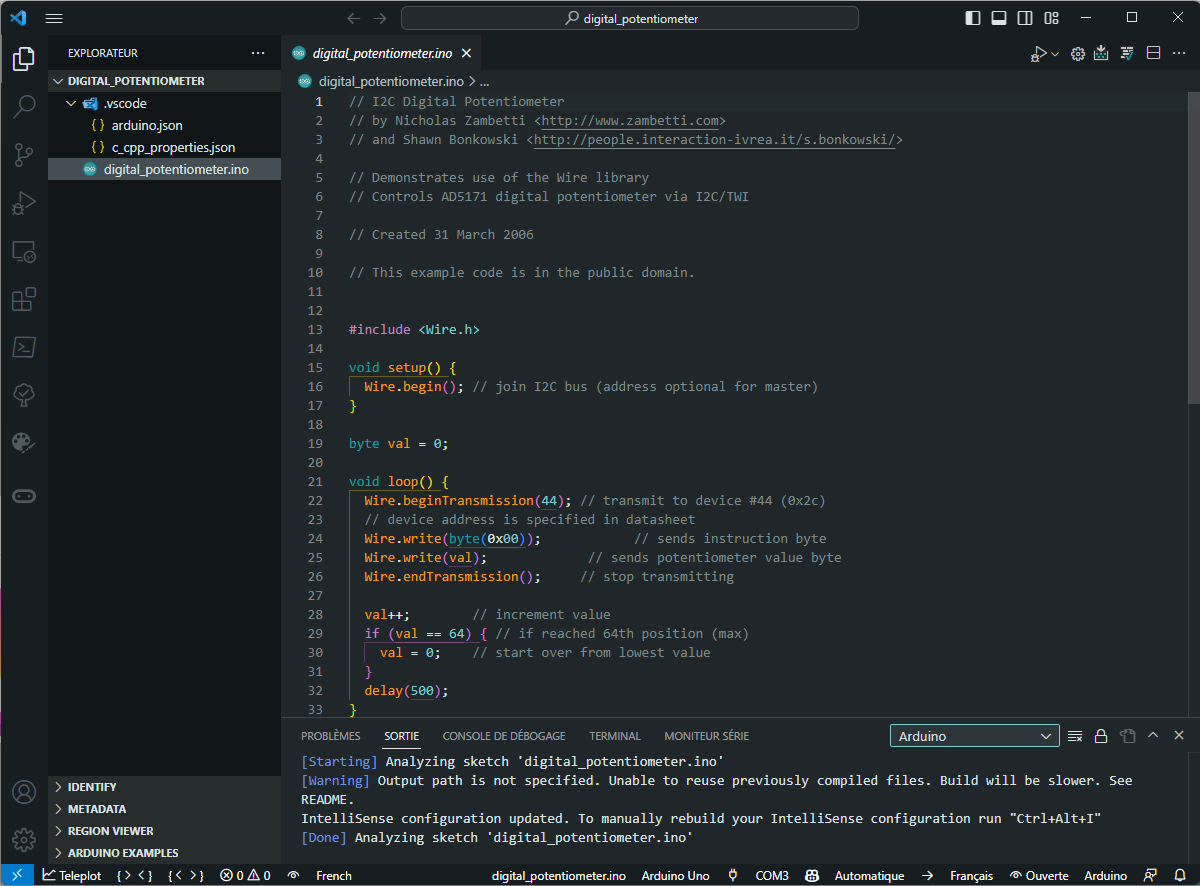 digital_potentiometer
EXPLORATEUR
DIGITAL_POTENTIOMETER
.vscode
{} arduino.json
{} c_cpp_properties.json
digital_potentiometer.ino
IDENTIFY
METADATA
REGION VIEWER
ARDUINO EXAMPLES
digital_potentiometer.ino
digital_potentiometer.ino > ...
1 // I2C Digital Potentiometer
2 // by Nicholas Zambetti <http://www.zambetti.com>
3 // and Shawn Bonkowski <http://people.interaction-ivrea.it/s.bonkowski/>
4
5 // Demonstrates use of the Wire library
6 // Controls AD5171 digital potentiometer via I2C/TWI
7
8 // Created 31 March 2006
9
10 // This example code is in the public domain.
11
12
13 #include <Wire.h>
14
15 void setup() {
16 Wire.begin(); // join I2C bus (address optional for master)
17 }
18
19 byte val = 0;
20
21 void loop() {
22 Wire.beginTransmission(44); // transmit to device #44 (0x2c)
23 // device address is specified in datasheet
24 Wire.write(byte(0x00)); // sends instruction byte
25 Wire.write(val); // sends potentiometer value byte
26 Wire.endTransmission(); // stop transmitting
27
28 val++; // increment value
29 if (val == 64) { // if reached 64th position (max)
30 val = 0; // start over from lowest value
31 }
32 delay(500);
33 }
PROBLÈMES SORTIE CONSOLE DE DÉBOGAGE TERMINAL MONITEUR SÉRIE Arduino
[Starting] Analyzing sketch 'digital_potentiometer.ino'
[Warning] Output path is not specified. Unable to reuse previously compiled files. Build will be slower. See
README.
IntelliSense configuration updated. To manually rebuild your IntelliSense configuration run "Ctrl+Alt+I"
[Done] Analyzing sketch 'digital_potentiometer.ino'
Teleplot {> <} {< >} 0 0 French digital_potentiometer.ino Arduino Uno COM3 Automatique Français Ouverte Arduino